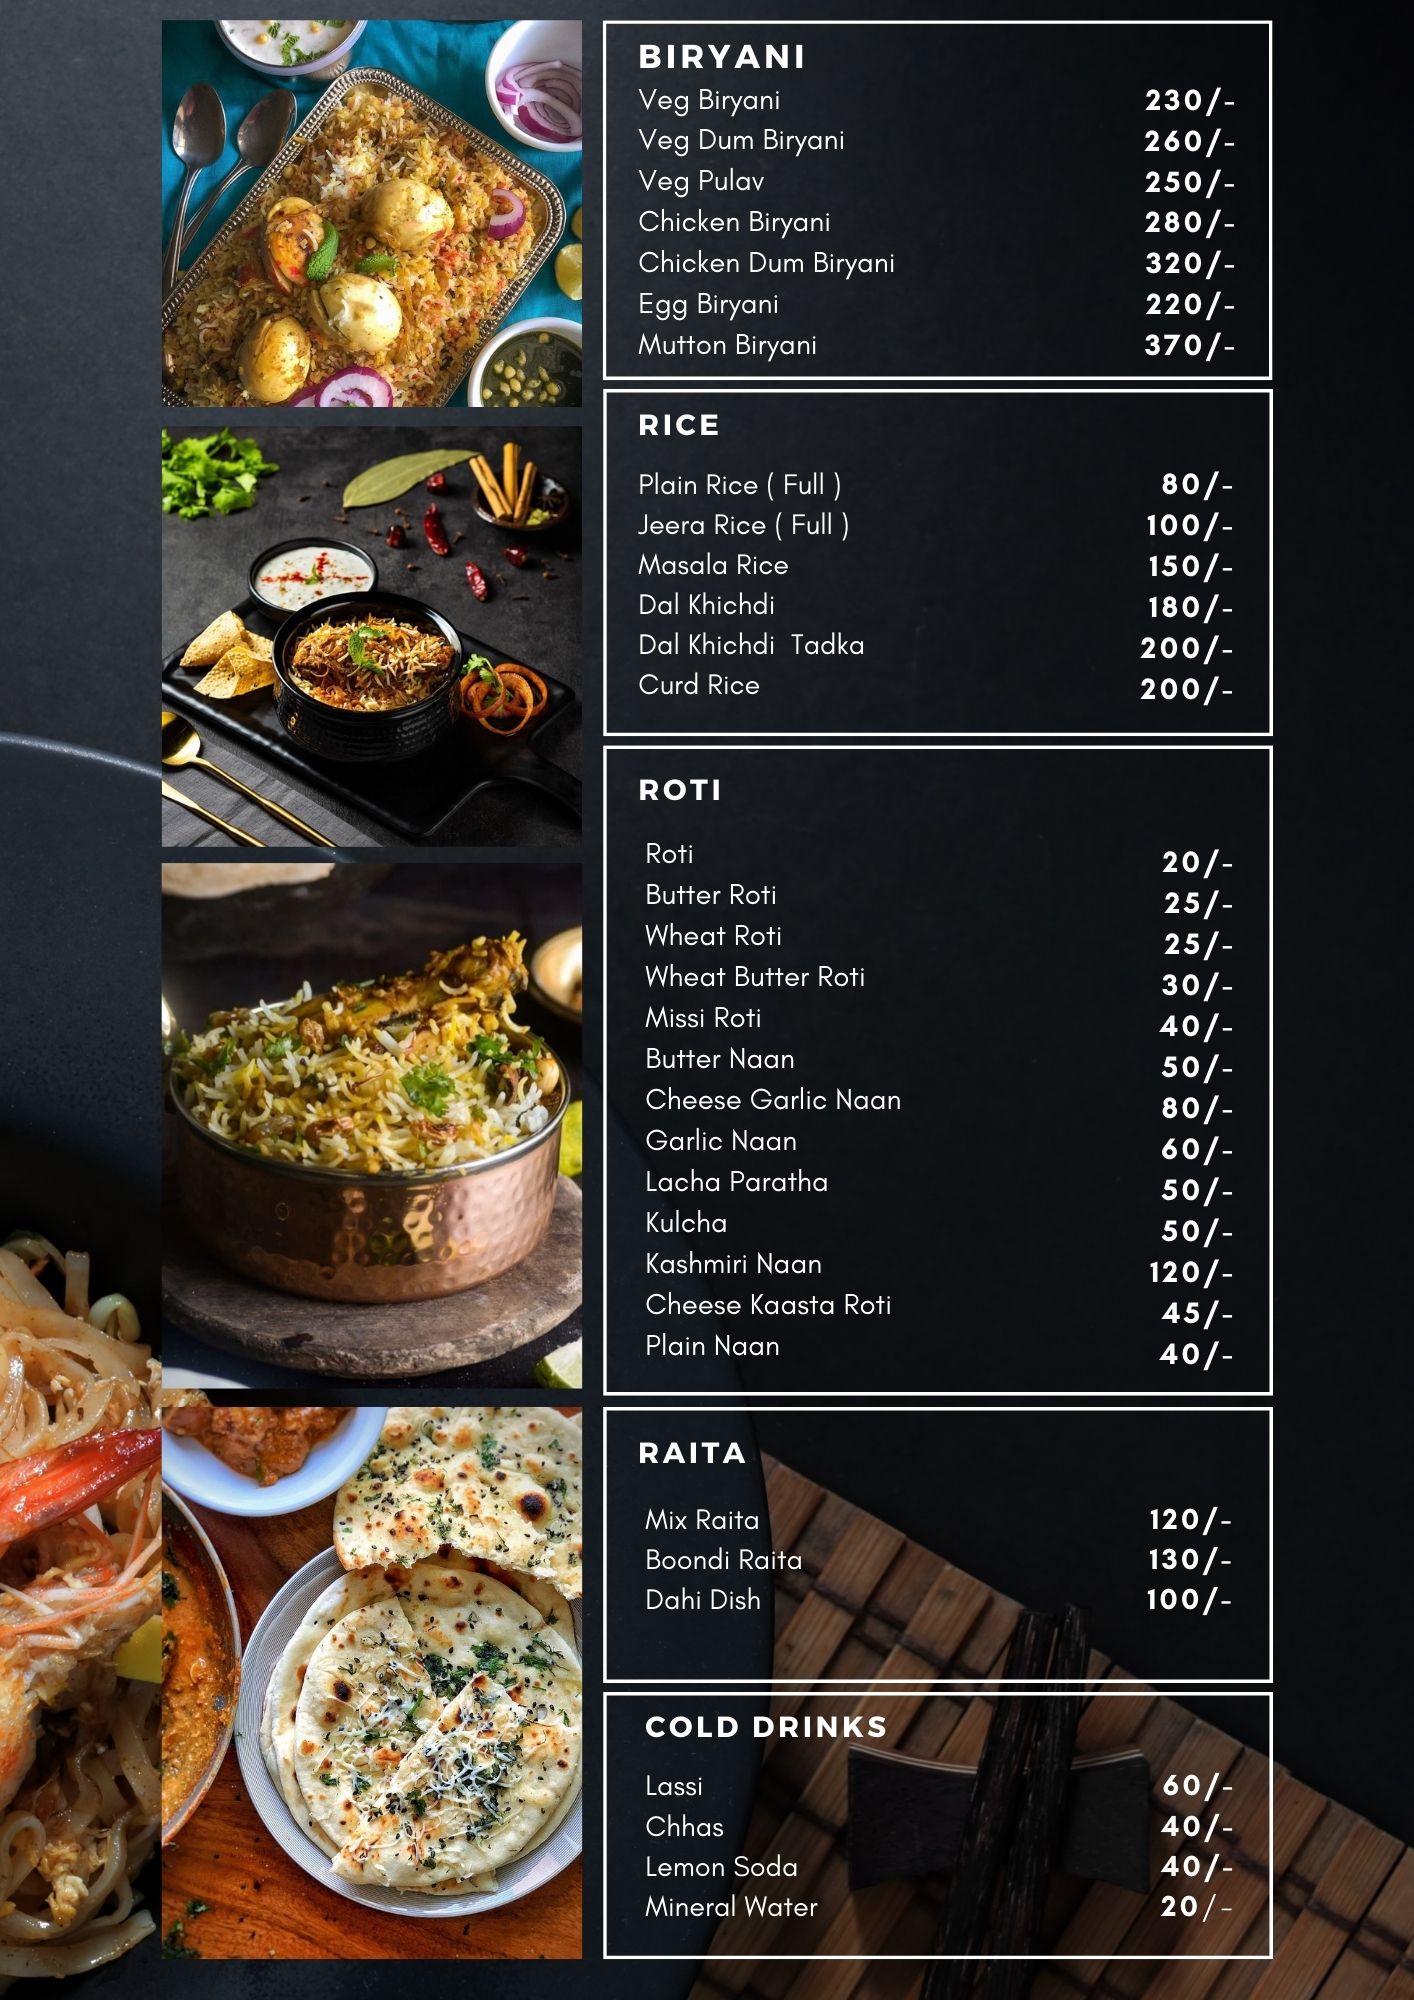 BIRYANI
Veg Biryani 230/-
Veg Dum Biryani 260/-
Veg Pulav 250/-
Chicken Biryani 280/-
Chicken Dum Biryani 320/-
Egg Biryani 220/-
Mutton Biryani 370/-
RICE
Plain Rice ( Full ) 80/-
Jeera Rice ( Full ) 100/-
Masala Rice 150/-
Dal Khichdi 180/-
Dal Khichdi  Tadka 200/-
Curd Rice 200/-
ROTI
Roti 20/-
Butter Roti 25/-
Wheat Roti 25/-
Wheat Butter Roti 30/-
Missi Roti 40/-
Butter Naan 50/-
Cheese Garlic Naan 80/-
Garlic Naan 60/-
Lacha Paratha 50/-
Kulcha 50/-
Kashmiri Naan 120/-
Cheese Kaasta Roti 45/-
Plain Naan 40/-
RAITA
Mix Raita 120/-
Boondi Raita 130/-
Dahi Dish 100/-
COLD DRINKS
Lassi 60/-
Chhas 40/-
Lemon Soda 40/-
Mineral Water 20/-